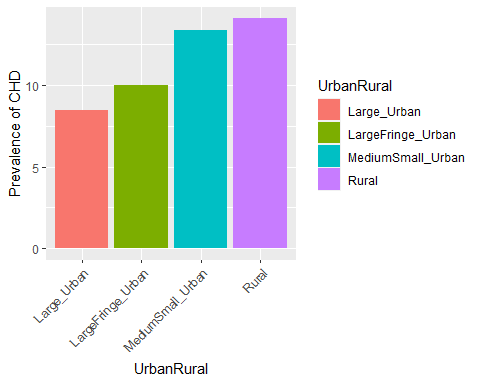 Prevalence of CHD
10
5
0
Large_Urban
LargeFringe_Urban
MediumSmall_Urban
Rural
UrbanRural
UrbanRural
Large_Urban
LargeFringe_Urban
MediumSmall_Urban
Rural